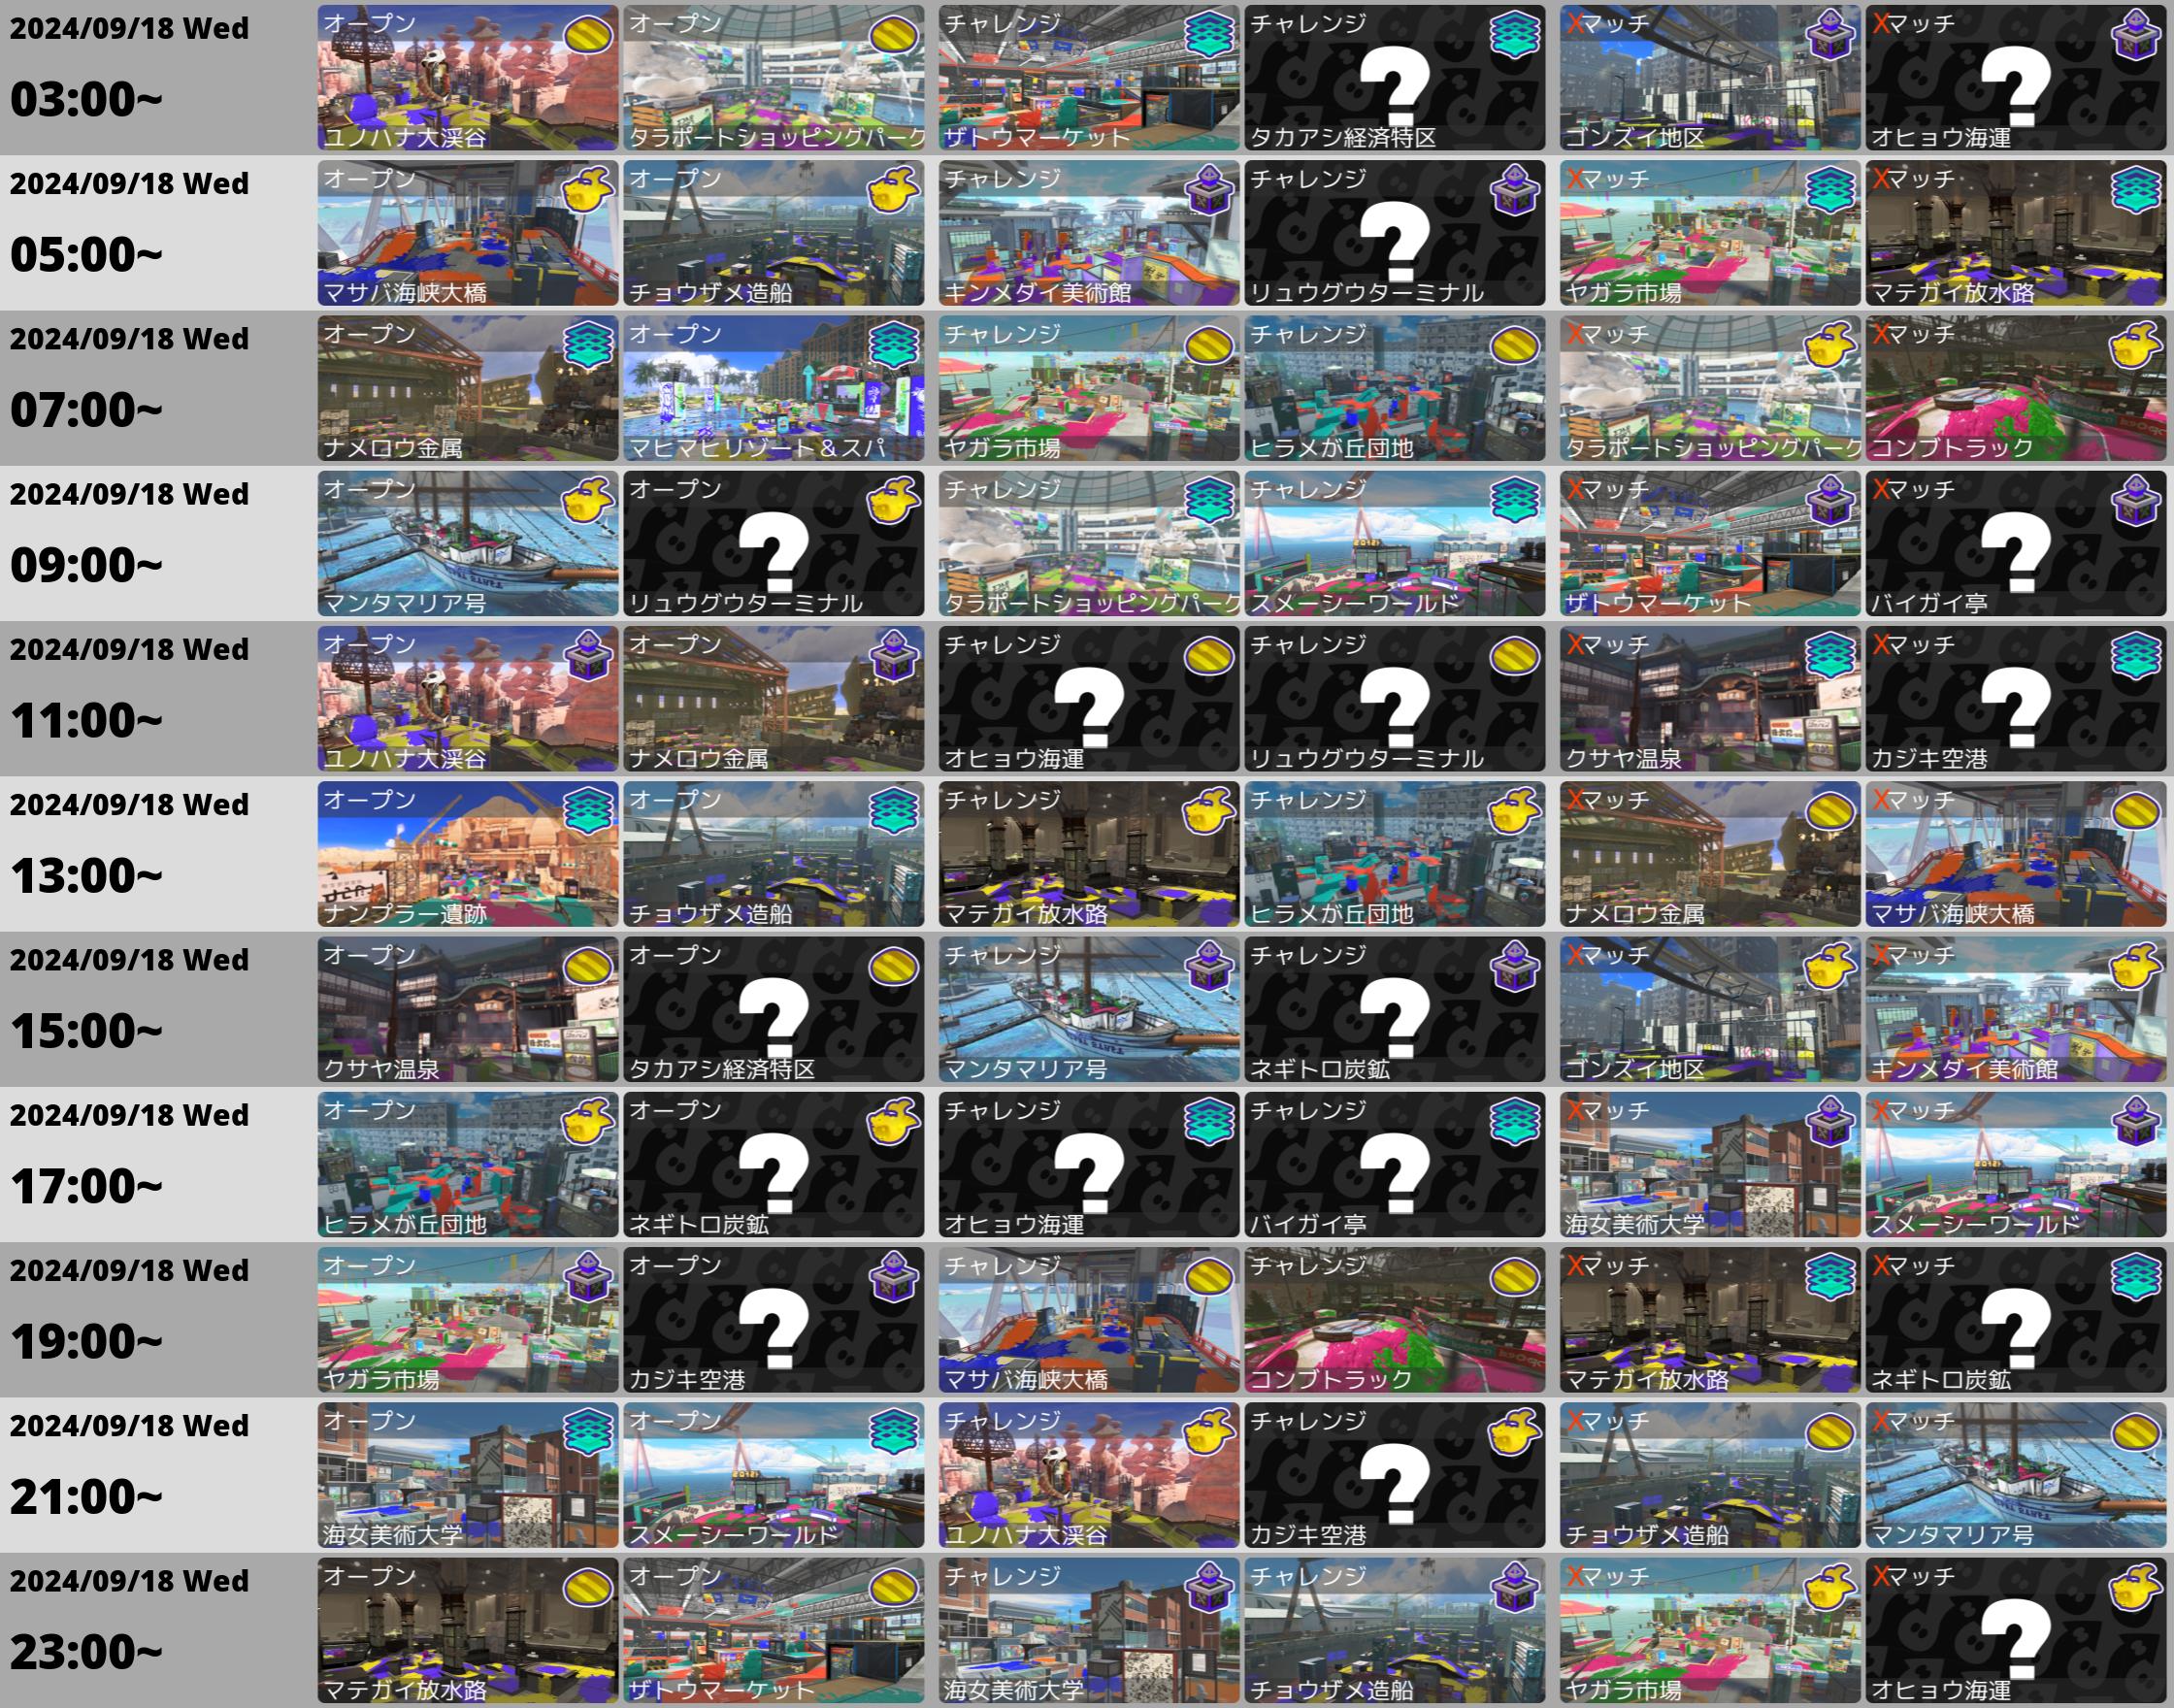 2024/09/18 Wed
03:00~
オープン
ユノハナ大渓谷
オープン
タラポートショッピングパーク
チャレンジ
ザトウマーケット
チャレンジ
タカアシ経済特区
Xマッチ
ゴンズイ地区
Xマッチ
オヒョウ海運
2024/09/18 Wed
05:00~
オープン
マサバ海峡大橋
オープン
チョウザメ造船
チャレンジ
キンメダイ美術館
チャレンジ
リュウグウターミナル
Xマッチ
ヤガラ市場
Xマッチ
マテガイ放水路
2024/09/18 Wed
07:00~
オープン
ナメロウ金属
オープン
マヒマヒリゾート＆スパ
チャレンジ
ヤガラ市場
チャレンジ
ヒラメが丘団地
Xマッチ
タラポートショッピングパーク
Xマッチ
コンブトラック
2024/09/18 Wed
09:00~
オープン
マンタマリア号
オープン
リュウグウターミナル
チャレンジ
タラポートショッピングパーク
チャレンジ
スメーシーワールド
Xマッチ
ザトウマーケット
Xマッチ
バイガイ亭
2024/09/18 Wed
11:00~
オープン
ユノハナ大渓谷
オープン
ナメロウ金属
チャレンジ
オヒョウ海運
チャレンジ
リュウグウターミナル
Xマッチ
クサヤ温泉
Xマッチ
カジキ空港
2024/09/18 Wed
13:00~
オープン
ナンプラー遺跡
オープン
チョウザメ造船
チャレンジ
マテガイ放水路
チャレンジ
ヒラメが丘団地
Xマッチ
ナメロウ金属
Xマッチ
マサバ海峡大橋
2024/09/18 Wed
15:00~
オープン
クサヤ温泉
オープン
タカアシ経済特区
チャレンジ
マンタマリア号
チャレンジ
ネギトロ炭鉱
Xマッチ
ゴンズイ地区
Xマッチ
キンメダイ美術館
2024/09/18 Wed
17:00~
オープン
ヒラメが丘団地
オープン
ネギトロ炭鉱
チャレンジ
オヒョウ海運
チャレンジ
バイガイ亭
Xマッチ
海女美術大学
Xマッチ
スメーシーワールド
2024/09/18 Wed
19:00~
オープン
ヤガラ市場
オープン
カジキ空港
チャレンジ
マサバ海峡大橋
チャレンジ
コンブトラック
Xマッチ
マテガイ放水路
Xマッチ
ネギトロ炭鉱
2024/09/18 Wed
21:00~
オープン
海女美術大学
オープン
スメーシーワールド
チャレンジ
ユノハナ大渓谷
チャレンジ
カジキ空港
Xマッチ
チョウザメ造船
Xマッチ
マンタマリア号
2024/09/18 Wed
23:00~
オープン
マテガイ放水路
オープン
ザトウマーケット
チャレンジ
海女美術大学
チャレンジ
チョウザメ造船
Xマッチ
ヤガラ市場
Xマッチ
オヒョウ海運